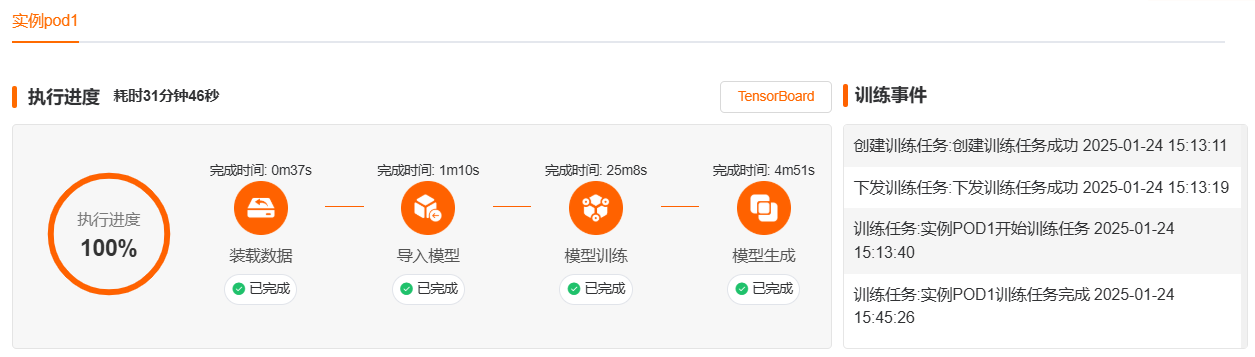 实例pod1
执行进度 耗时31分钟46秒
TensorBoard
执行进度
100%
完成时间: 0m37s
装载数据
已完成
完成时间: 1m10s
导入模型
已完成
完成时间: 25m8s
模型训练
已完成
完成时间: 4m51s
模型生成
已完成
训练事件
创建训练任务:创建训练任务成功 2025-01-24 15:13:11
下发训练任务:下发训练任务成功 2025-01-24 15:13:19
训练任务:实例POD1开始训练任务 2025-01-24
15:13:40
训练任务:实例POD1训练任务完成 2025-01-24
15:45:26